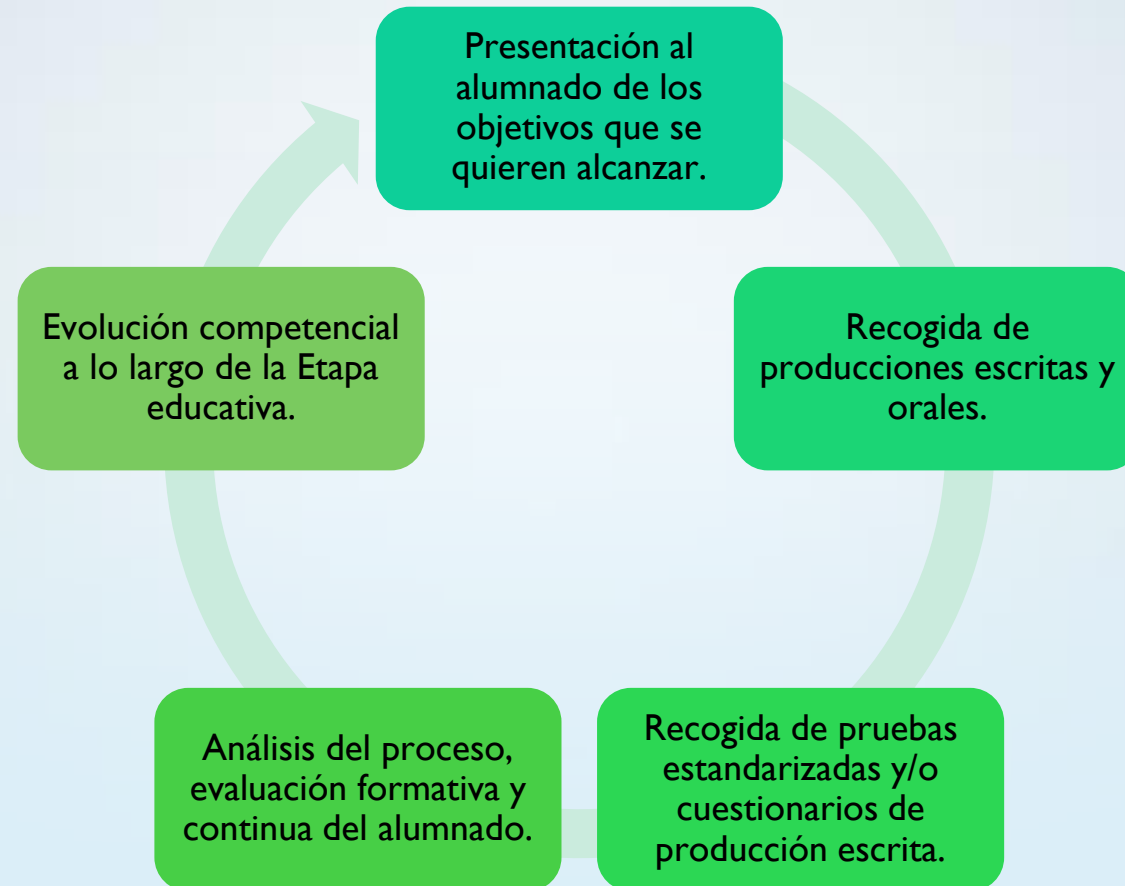 Presentación al
alumnado de los
objetivos que se
quieren alcanzar.
Recogida de
producciones escritas y
orales.
Recogida de pruebas
estandarizadas y/o
cuestionarios de
producción escrita.
Análisis del proceso,
evaluación formativa y
continua del alumnado.
Evolución competencial
a lo largo de la Etapa
educativa.